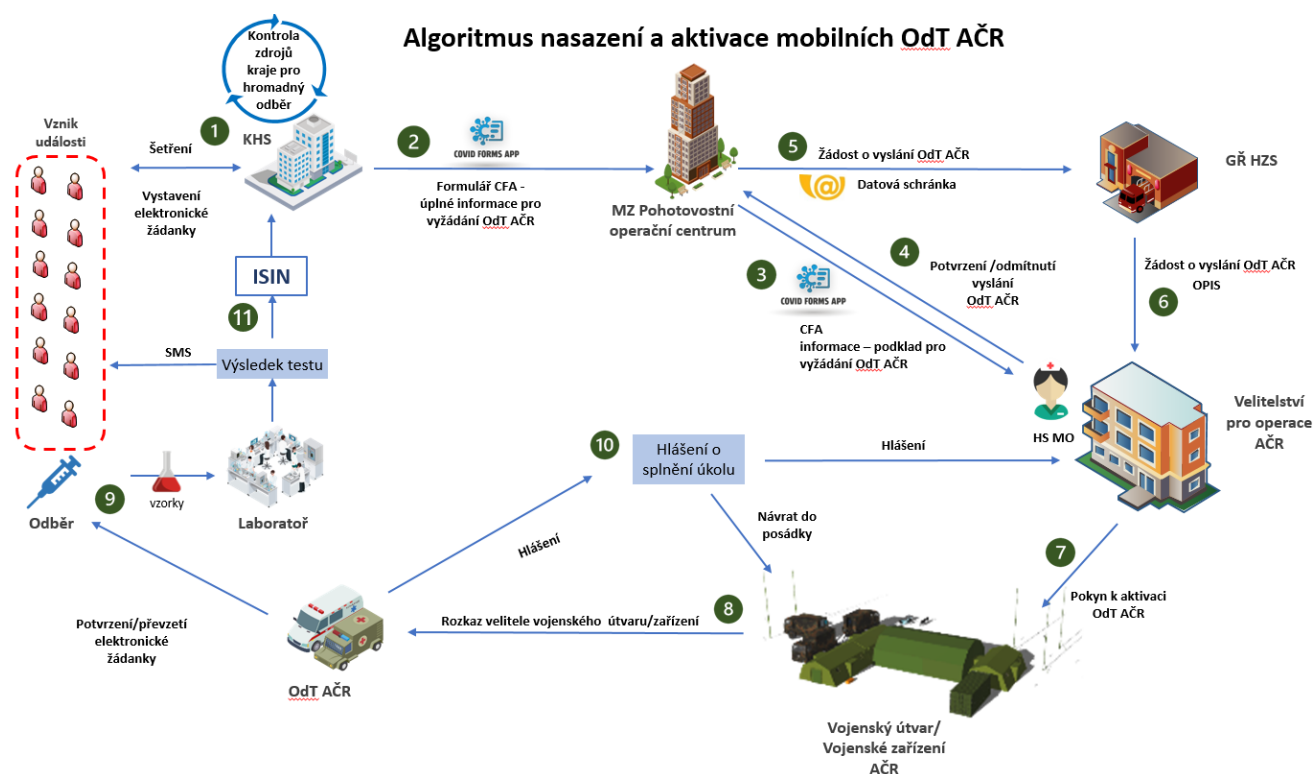 Algoritmus nasazení a aktivace mobilních OdT AČR
Kontrola
zdrojů
kraje pro
hromadný
odběr
Vznik
události
1
KHS
Šetření
Vystavení
elektronické
žádanky
2
COVID FORMS APP
Formulář CFA -
úplné informace pro
vyžádání OdT AČR
MZ Pohotovostní
operační centrum
5
Žádost o vyslání OdT AČR
Datová schránka
GŘ HZS
3
COVID FORMS APP
CFA
informace – podklad pro
vyžádání OdT AČR
4
Potvrzení /odmítnutí
vyslání
OdT AČR
Žádost o vyslání OdT AČR
OPIS
6
HS MO
Velitelství
pro operace
AČR
ISIN
11
SMS
Výsledek testu
Laboratoř
9
vzorky
Odběr
10
Hlášení o
splnění úkolu
Hlášení
Návrat do
posádky
Hlášení
7
Pokyn k aktivaci
OdT AČR
8
Rozkaz velitele vojenského útvaru/zařízení
Potvrzení/převzetí
elektronické
žádanky
OdT AČR
Vojenský útvar/
Vojenské zařízení
AČR